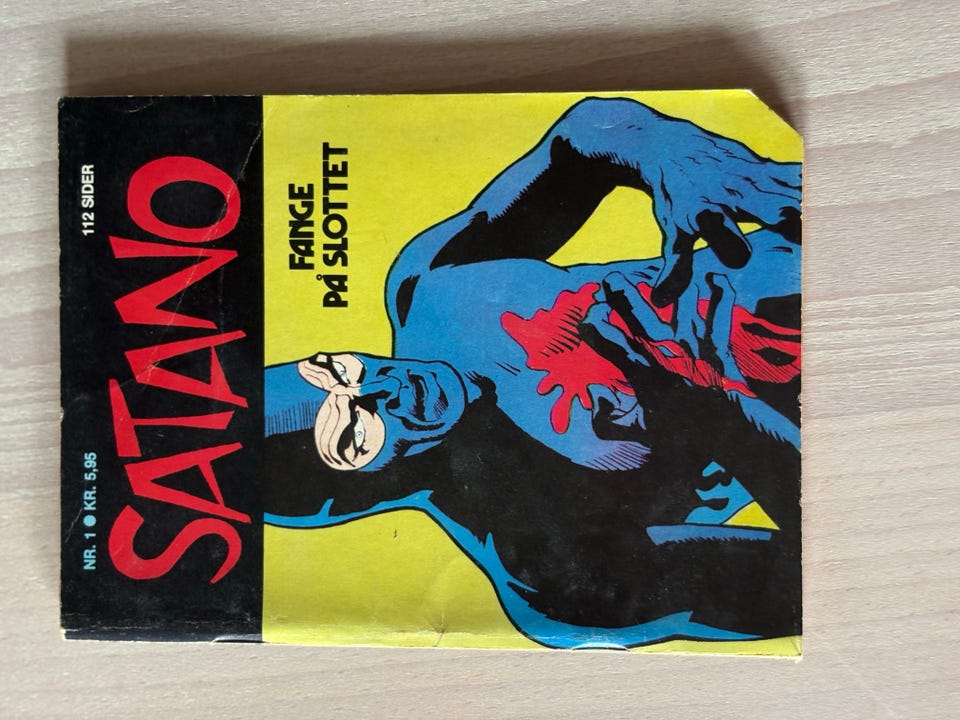 NR. 1 ● KR. 5,95 112 SIDER
SATANO
FANGE
PÅ SLOTTET